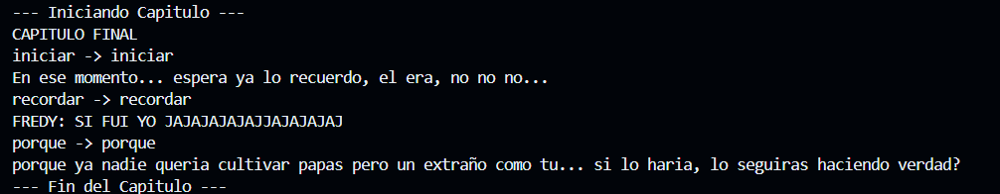 --- Iniciando Capitulo ---
CAPITULO FINAL
iniciar -> iniciar
En ese momento... espera ya lo recuerdo, el era, no no no...
recordar -> recordar
FREDY: SI FUI YO JAJAJAJAJAJJAJAJAJAJ
porque -> porque
porque ya nadie queria cultivar papas pero un extraño como tu... si lo haria, lo seguiras haciendo verdad?
--- Fin del Capitulo ---